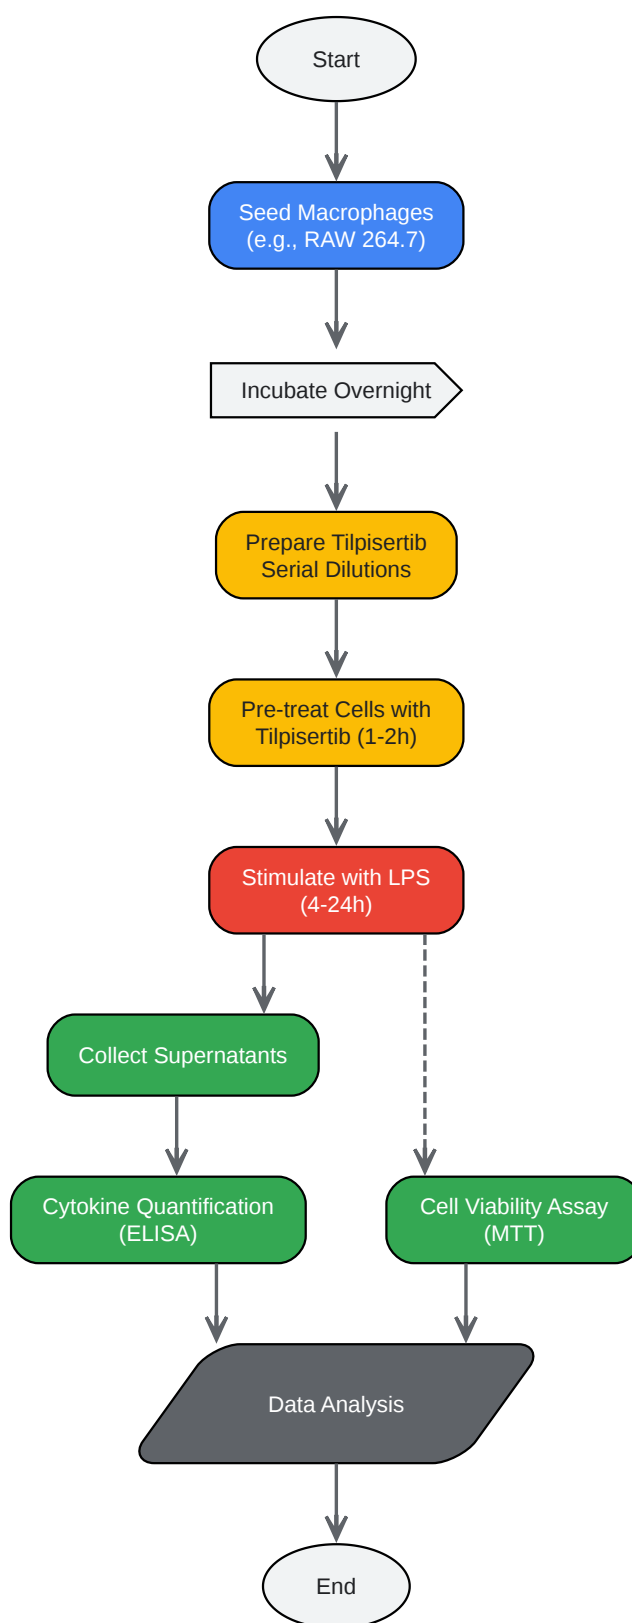 Start
Seed Macrophages
(e.g., RAW 264.7)
Incubate Overnight
Prepare Tilpisertib
Serial Dilutions
Pre-treat Cells with
Tilpisertib (1-2h)
Stimulate with LPS
(4-24h)
Collect Supernatants
Cytokine Quantification
(ELISA)
Cell Viability Assay
(MTT)
Data Analysis
End